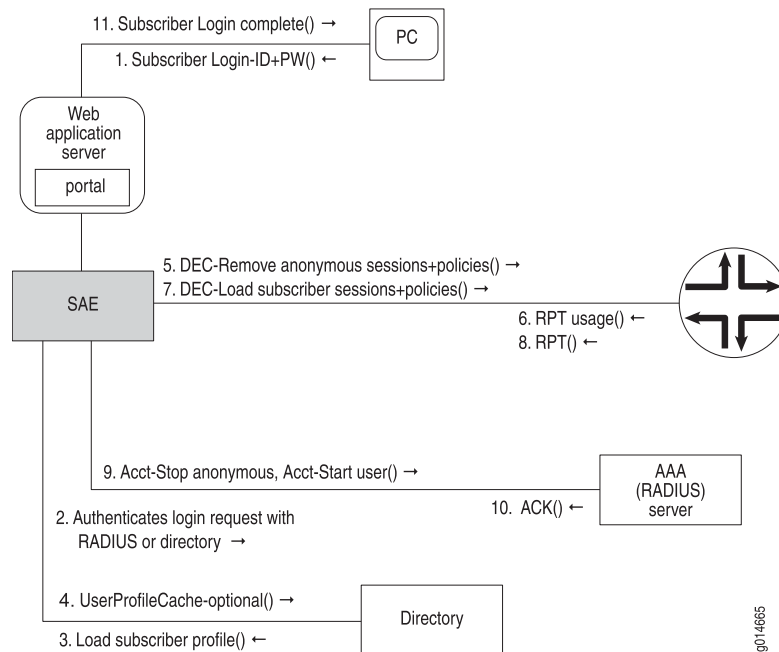 11. Subscriber Login complete() →
PC
1. Subscriber Login-ID+PW() ←
Web
application
server
portal
5. DEC-Remove anonymous sessions+policies() →
7. DEC-Load subscriber sessions+policies() →
SAE
6. RPT usage() ←
8. RPT() ←
9. Acct-Stop anonymous, Acct-Start user() →
AAA
(RADIUS)
server
10. ACK() ←
2. Authenticates login request with
RADIUS or directory →
4. UserProfileCache-optional() →
Directory
3. Load subscriber profile() ←
g014665